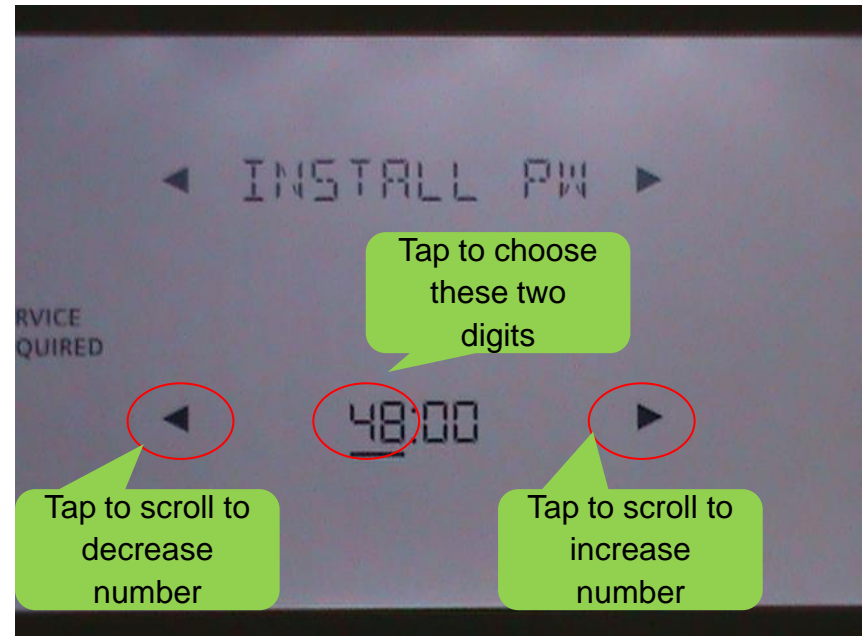 ◄ INSTALL PW ►
Tap to choose
these two
digits
RVICE
QUIRED
◄ 48:00 ►
Tap to scroll to
decrease
number
Tap to scroll to
increase
number